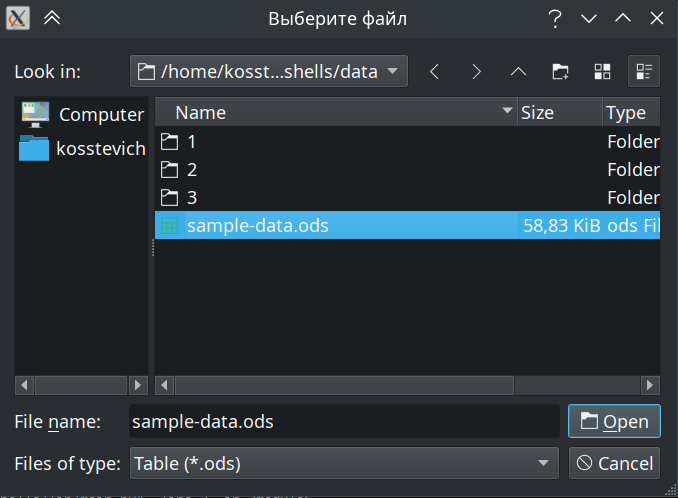 Выберите файл
Look in: /home/kosst...shells/data
Computer
kosstevich
Name Size Type
1 Folder
2 Folder
3 Folder
sample-data.ods 58,83 KiB ods Fil
File name: sample-data.ods Open
Files of type: Table (*.ods) Cancel